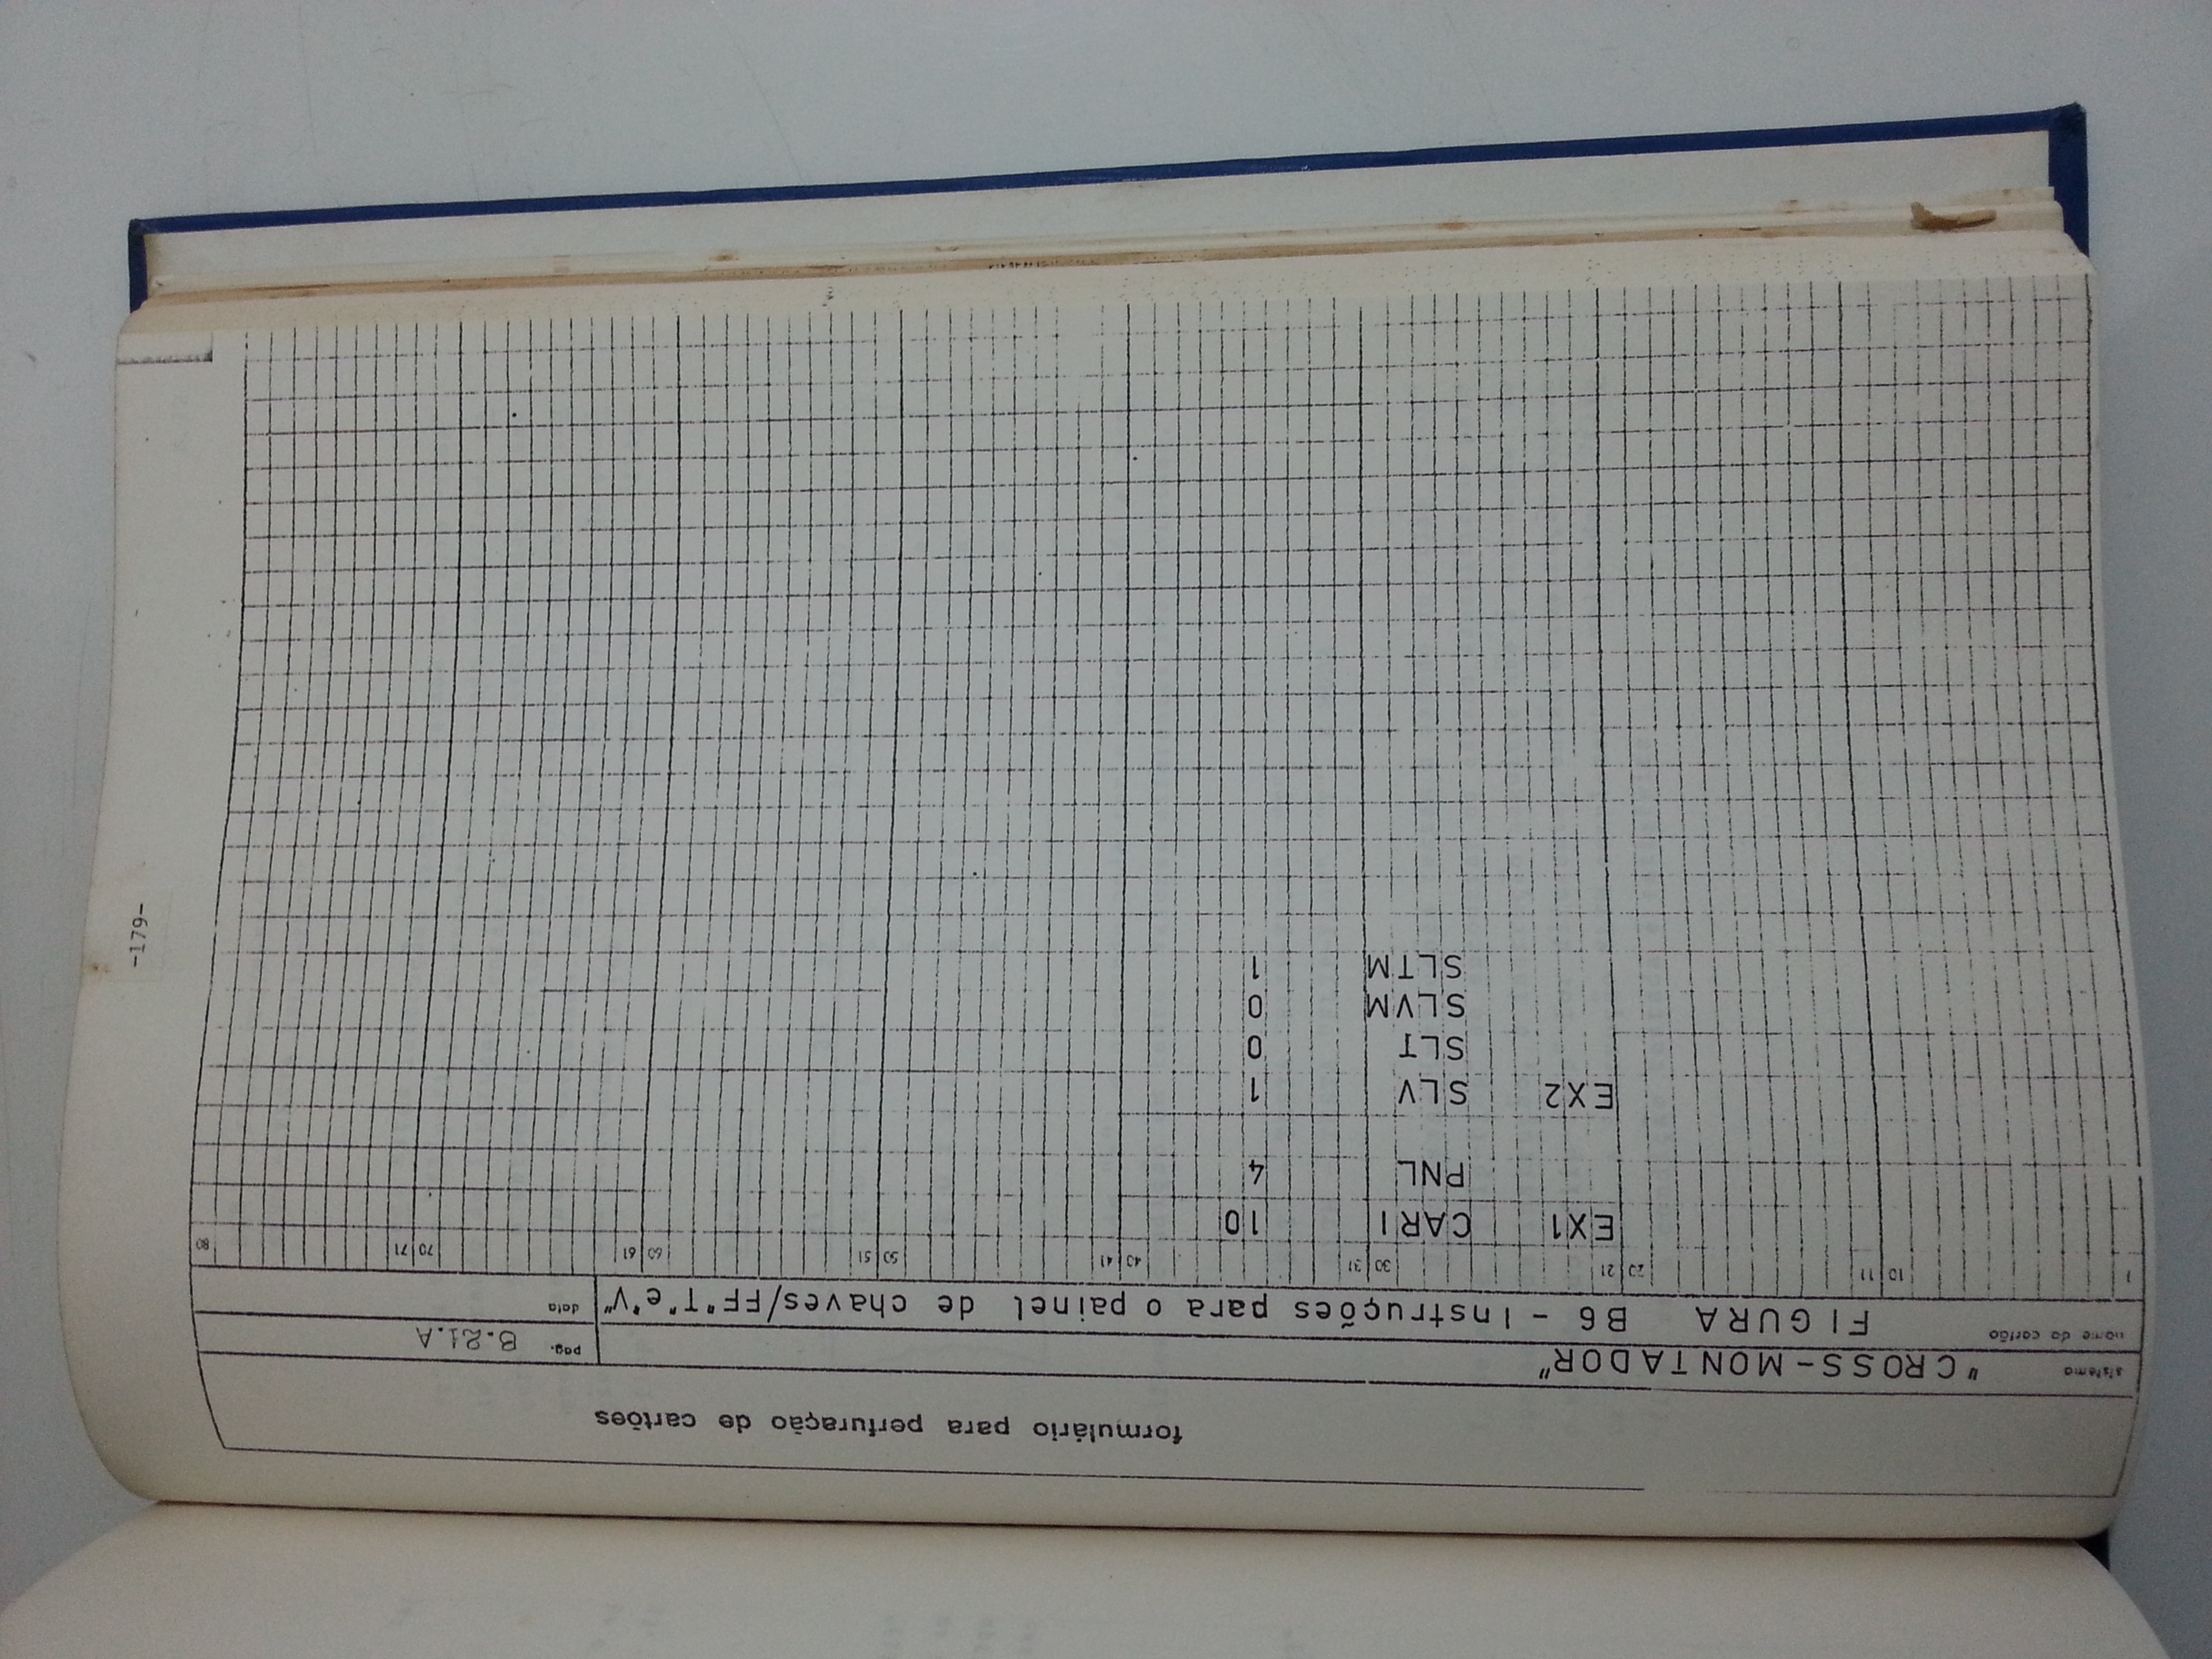 -179-
formulário para perfuração de cartões
sistema "CROSS-MONTADOR" pag. B.21.A
nome do cartão FIGURA B6 - Instruções para o painel de chaves/FF"T"e"V" data
1 10 11 20 21 30 31 40 41 50 51 60 61 70 71 80
EX1 CARI 10
PNL 4
EX2 SLV 1
SLT 0
SLVM 0
SLTM 1